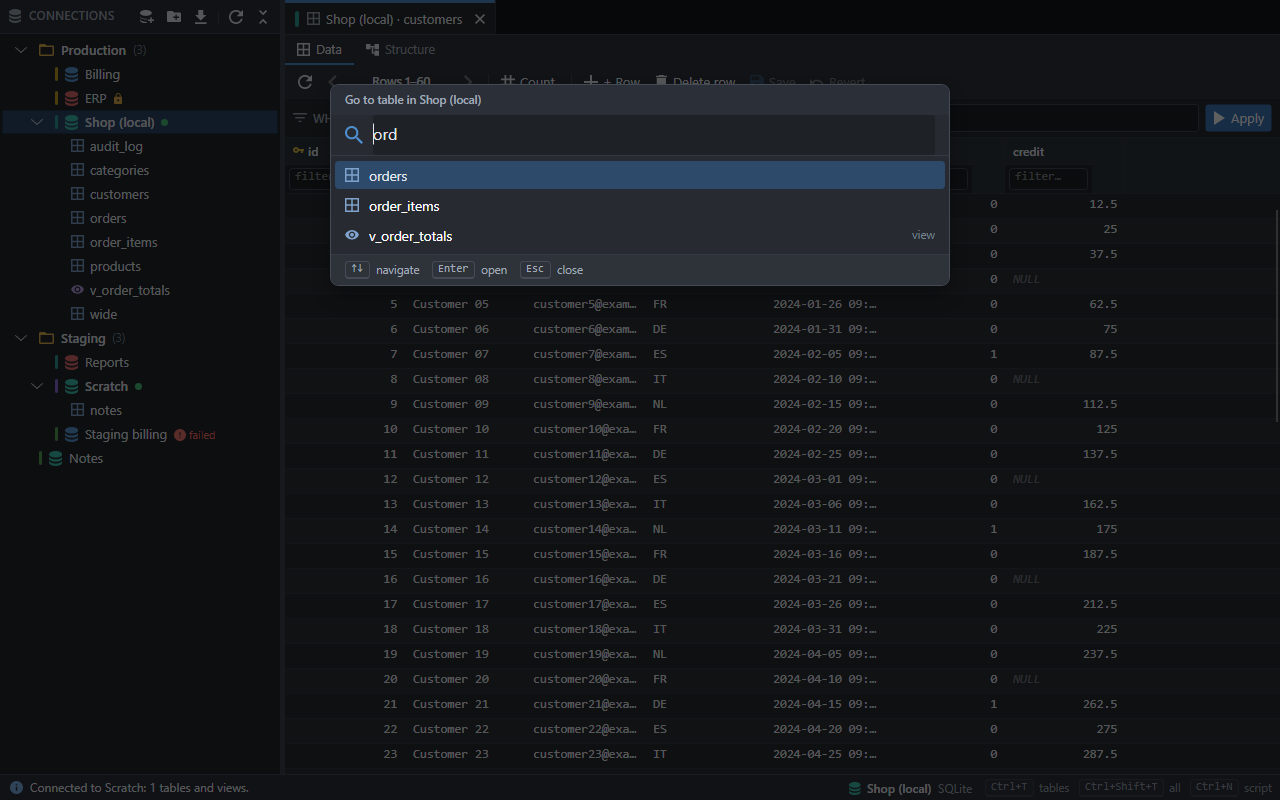 CONNECTIONS
Production (3)
Billing
ERP
Shop (local)
audit_log
categories
customers
orders
order_items
products
v_order_totals
wide
Staging (3)
Reports
Scratch
notes
Staging billing failed
Notes
Shop (local) · customers
Data Structure
Rows 1–60 Count + Row Delete row Save Revert
Apply
Go to table in Shop (local)
ord
orders
order_items
v_order_totals view
↑↓ navigate Enter open Esc close
id credit
filter… filter…
0 12.5
0 25
0 37.5
0 NULL
5 Customer 05 customer5@exam… FR 2024-01-26 09:… 0 62.5
6 Customer 06 customer6@exam… DE 2024-01-31 09:… 0 75
7 Customer 07 customer7@exam… ES 2024-02-05 09:… 1 87.5
8 Customer 08 customer8@exam… IT 2024-02-10 09:… 0 NULL
9 Customer 09 customer9@exam… NL 2024-02-15 09:… 0 112.5
10 Customer 10 customer10@exa… FR 2024-02-20 09:… 0 125
11 Customer 11 customer11@exa… DE 2024-02-25 09:… 0 137.5
12 Customer 12 customer12@exa… ES 2024-03-01 09:… 0 NULL
13 Customer 13 customer13@exa… IT 2024-03-06 09:… 0 162.5
14 Customer 14 customer14@exa… NL 2024-03-11 09:… 1 175
15 Customer 15 customer15@exa… FR 2024-03-16 09:… 0 187.5
16 Customer 16 customer16@exa… DE 2024-03-21 09:… 0 NULL
17 Customer 17 customer17@exa… ES 2024-03-26 09:… 0 212.5
18 Customer 18 customer18@exa… IT 2024-03-31 09:… 0 225
19 Customer 19 customer19@exa… NL 2024-04-05 09:… 0 237.5
20 Customer 20 customer20@exa… FR 2024-04-10 09:… 0 NULL
21 Customer 21 customer21@exa… DE 2024-04-15 09:… 1 262.5
22 Customer 22 customer22@exa… ES 2024-04-20 09:… 0 275
23 Customer 23 customer23@exa… IT 2024-04-25 09:… 0 287.5
Connected to Scratch: 1 tables and views. Shop (local) SQLite Ctrl+T tables Ctrl+Shift+T all Ctrl+N script